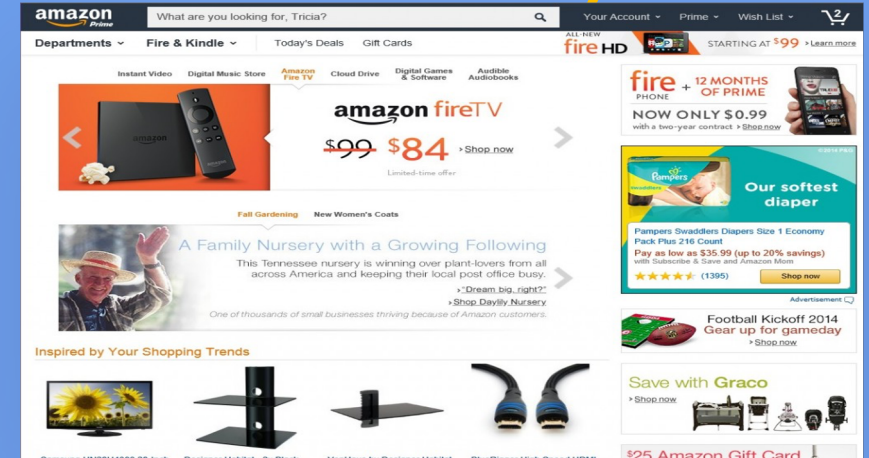 amazon
Prime
What are you looking for, Tricia?
Your Account
Prime
Wish List
2
Departments
Fire & Kindle
Today's Deals
Gift Cards
ALL-NEW
fire HD
STARTING AT $99 > Learn more
Instant Video
Digital Music Store
Amazon
Fire TV
Cloud Drive
Digital Games
& Software
Audible
Audiobooks
amazon
amazon fireTV
$99 $84 > Shop now
Limited-time offer
fire
PHONE
+ 12 MONTHS
OF PRIME
NOW ONLY $0.99
with a two-year contract > Shop now
Pampers
swaddlers
Our softest
diaper
Pampers Swaddlers Diapers Size 1 Economy
Pack Plus 216 Count
Pay as low as $35.99 (up to 20% savings)
with Subscribe & Save and Amazon Mom
(1395)
Shop now
Advertisement
Fall Gardening
New Women's Coats
A Family Nursery with a Growing Following
This Tennessee nursery is winning over plant-lovers from all
across America and keeping their local post office busy.
> "Dream big, right?"
> Shop Daylily Nursery
One of thousands of small businesses thriving because of Amazon customers.
Football Kickoff 2014
Gear up for gameday
> Shop now
Inspired by Your Shopping Trends
Save with Graco
> Shop now
$25 Amazon Gift Card